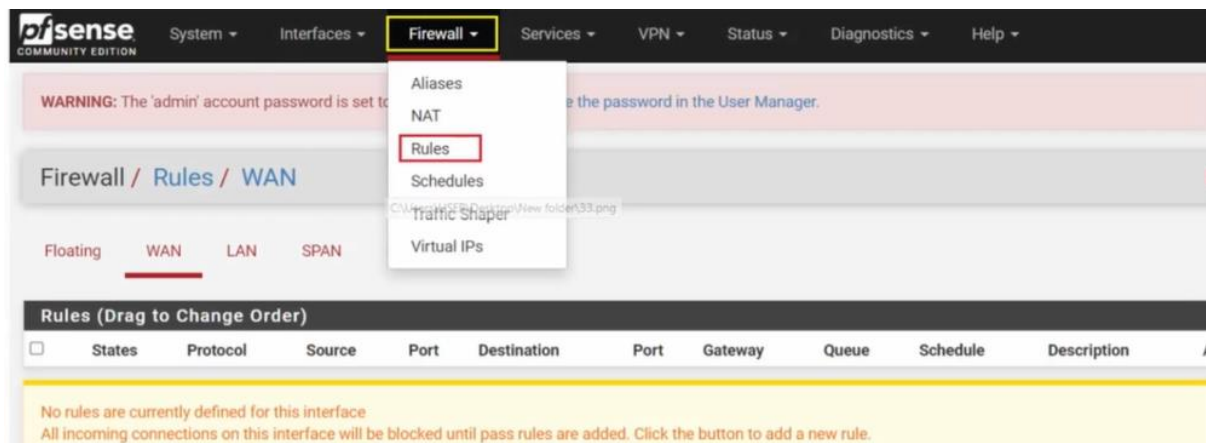 pfsense System Interfaces Firewall Services VPN Status Diagnostics Help
COMMUNITY EDITION
Aliases
WARNING: The 'admin' account password is set to e the password in the User Manager.
NAT
Rules
Firewall / Rules / WAN
Schedules
Traffic Shaper
Virtual IPs
Floating WAN LAN SPAN
Rules (Drag to Change Order)
States Protocol Source Port Destination Port Gateway Queue Schedule Description
No rules are currently defined for this interface
All incoming connections on this interface will be blocked until pass rules are added. Click the button to add a new rule.